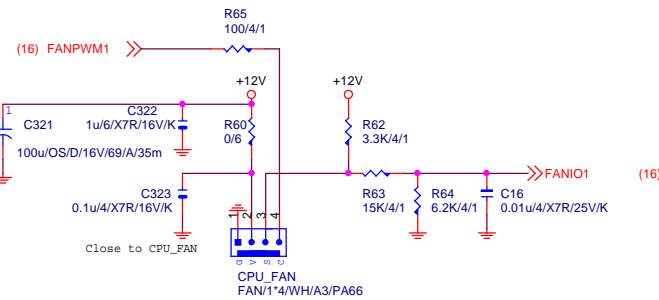 R65
100/4/1
(16) FANPWM1
+12V
+12V
1
C321
100u/OS/D/16V/69/A/35m
C322
1u/6/X7R/16V/K
R60
0/6
R62
3.3K/4/1
FANIO1 (16)
C323
0.1u/4/X7R/16V/K
R63
15K/4/1
R64
6.2K/4/1
C16
0.01u/4/X7R/25V/K
1 2 3 4
Close to CPU_FAN
G V S C
CPU_FAN
FAN/1*4/WH/A3/PA66